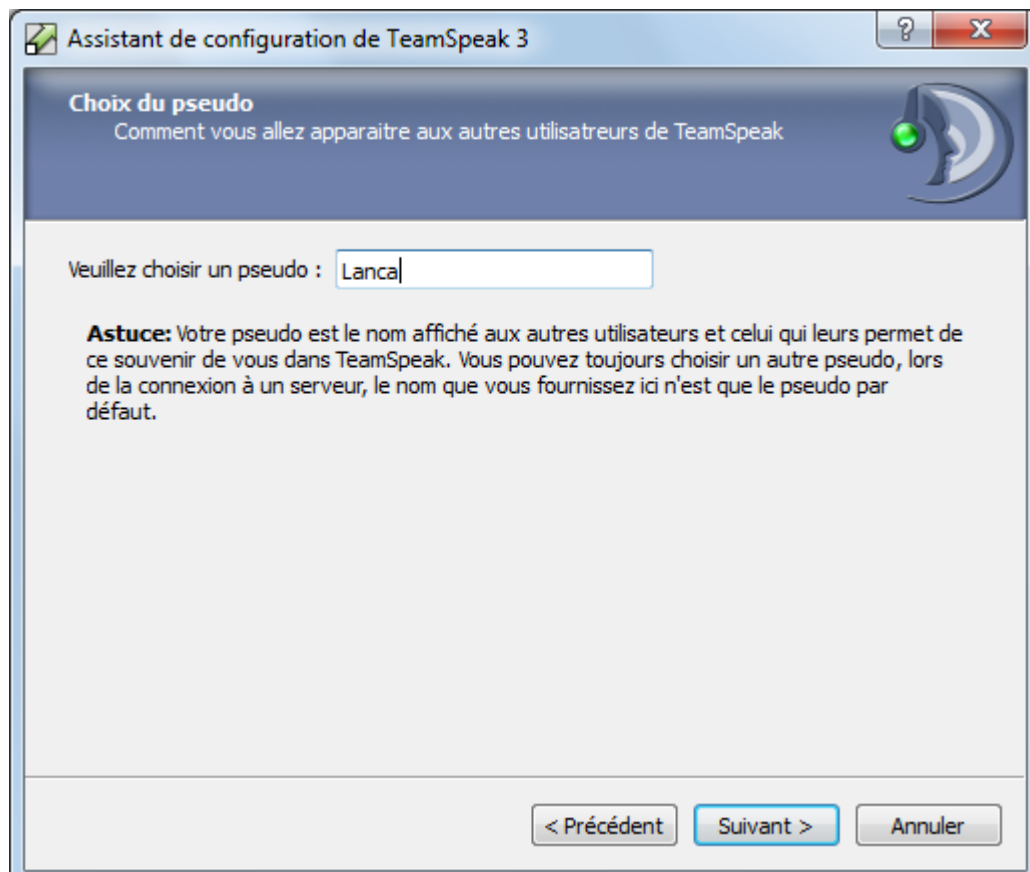 Assistant de configuration de TeamSpeak 3
Choix du pseudo
Comment vous allez apparaitre aux autres utilisatreurs de TeamSpeak
Veuillez choisir un pseudo : Lanca
Astuce: Votre pseudo est le nom affiché aux autres utilisateurs et celui qui leurs permet de
ce souvenir de vous dans TeamSpeak. Vous pouvez toujours choisir un autre pseudo, lors
de la connexion à un serveur, le nom que vous fournissez ici n'est que le pseudo par
défaut.
< Précédent Suivant > Annuler